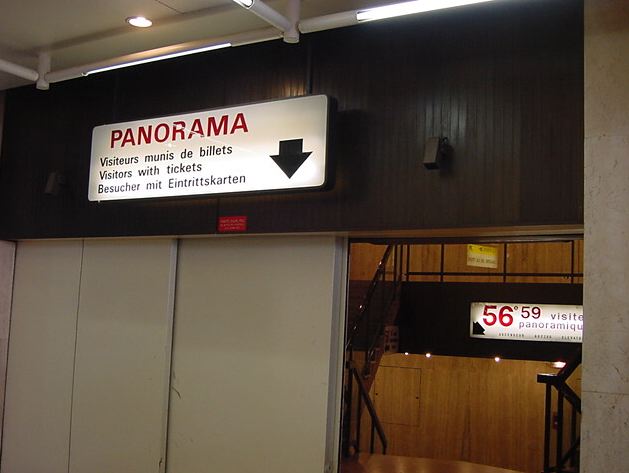 PANORAMA
Visiteurs munis de billets
Visitors with tickets
Besucher mit Eintrittskarten
56° 59 visite
panoramiqu